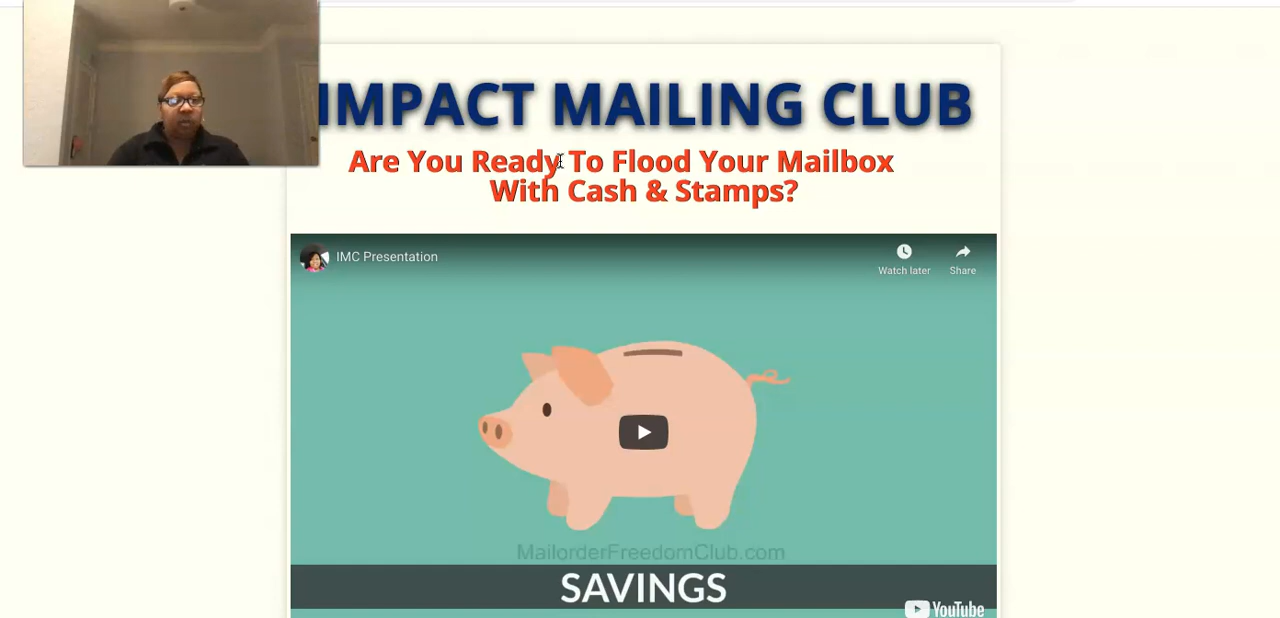 IMPACT MAILING CLUB
Are You Ready To Flood Your Mailbox
With Cash & Stamps?
IMC Presentation
Watch later
Share
MailorderFreedomClub.com
SAVINGS
YouTube